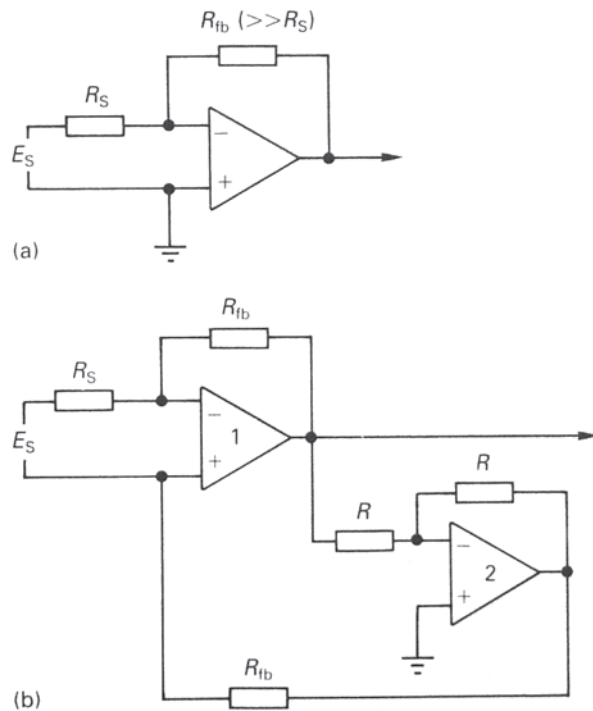 R_fb (>>R_S)
R_S
−
E_S
+
(a)
R_fb
R_S
−
1
E_S
+
R
R
−
2
+
R_fb
(b)